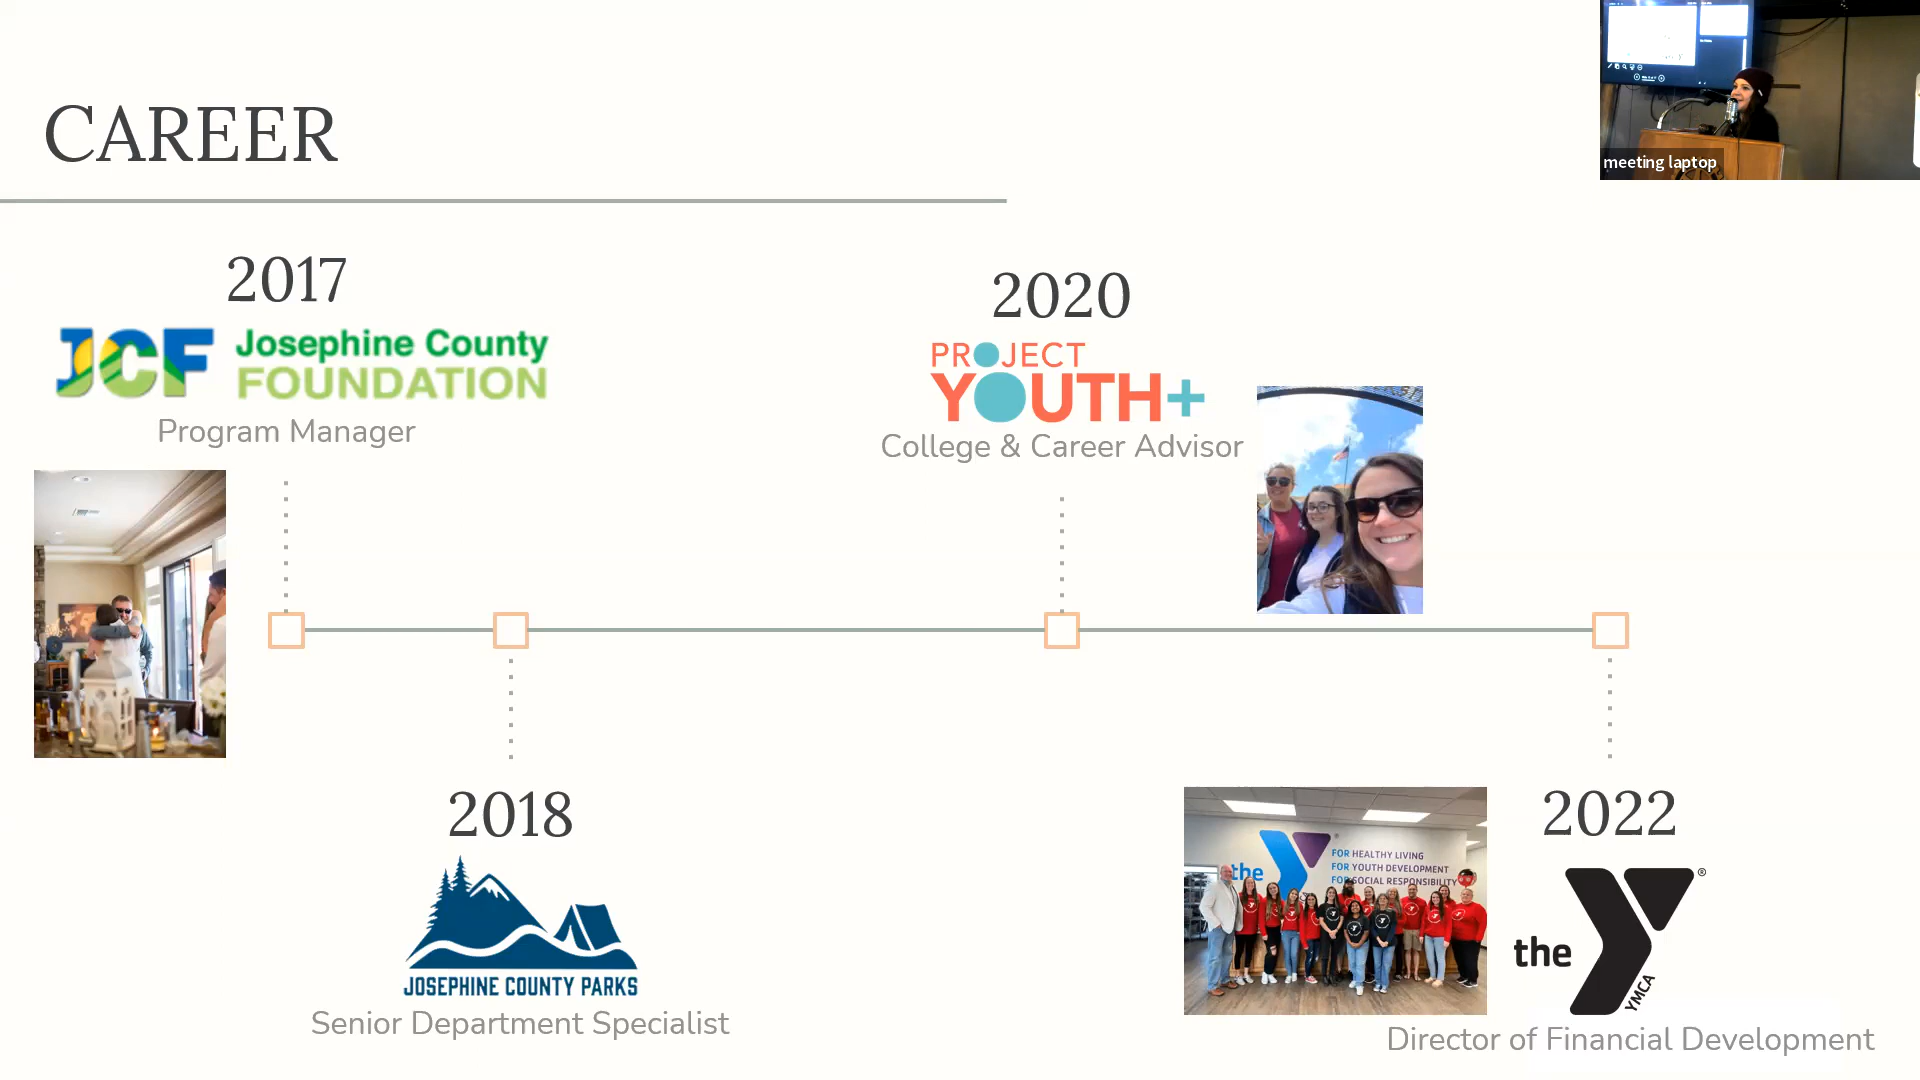 CAREER
meeting laptop
2017
JCF Josephine County
FOUNDATION
Program Manager
2020
PROJECT
YOUTH+
College & Career Advisor
2018
JOSEPHINE COUNTY PARKS
Senior Department Specialist
the
FOR HEALTHY LIVING
FOR YOUTH DEVELOPMENT
FOR SOCIAL RESPONSIBILITY
2022
the Y®
YMCA
Director of Financial Development